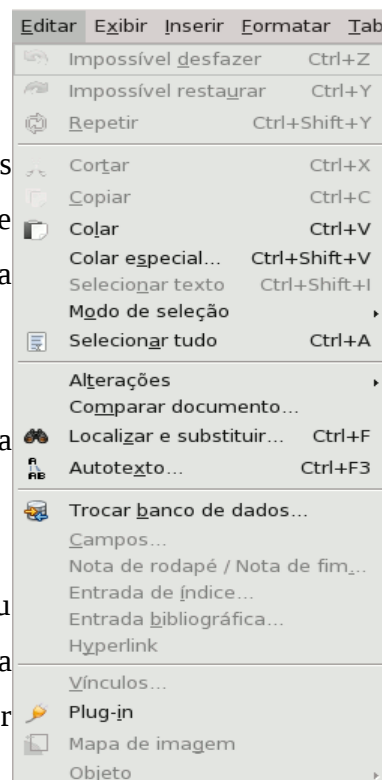 Editar Exibir Inserir Formatar Tab
Impossível desfazer Ctrl+Z
Impossível restaurar Ctrl+Y
Repetir Ctrl+Shift+Y
s Cortar Ctrl+X
Copiar Ctrl+C
e Colar Ctrl+V
Colar especial... Ctrl+Shift+V
a Selecionar texto Ctrl+Shift+I
Modo de seleção
Selecionar tudo Ctrl+A
Alterações
Comparar documento...
a Localizar e substituir... Ctrl+F
Autotexto... Ctrl+F3
Trocar banco de dados...
Campos...
Nota de rodapé / Nota de fim...
Entrada de índice...
u Entrada bibliográfica...
Hyperlink
a Vínculos...
r Plug-in
Mapa de imagem
Objeto